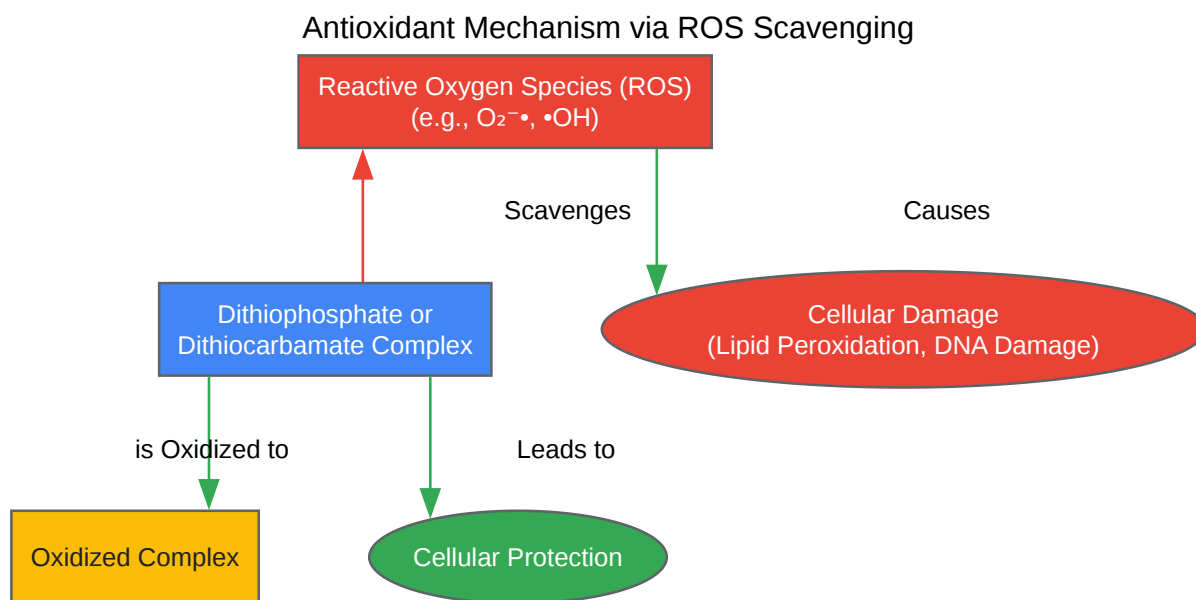 Antioxidant Mechanism via ROS Scavenging
Reactive Oxygen Species (ROS)
(e.g., O₂⁻•, •OH)
Scavenges
Causes
Dithiophosphate or
Dithiocarbamate Complex
Cellular Damage
(Lipid Peroxidation, DNA Damage)
is Oxidized to
Leads to
Oxidized Complex
Cellular Protection